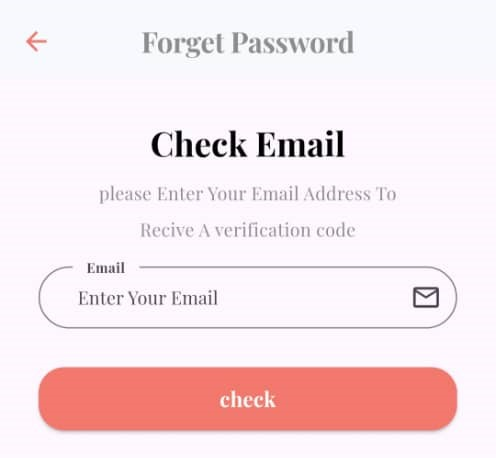 Forget Password
Check Email
please Enter Your Email Address To
Recive A verification code
Email
Enter Your Email
check